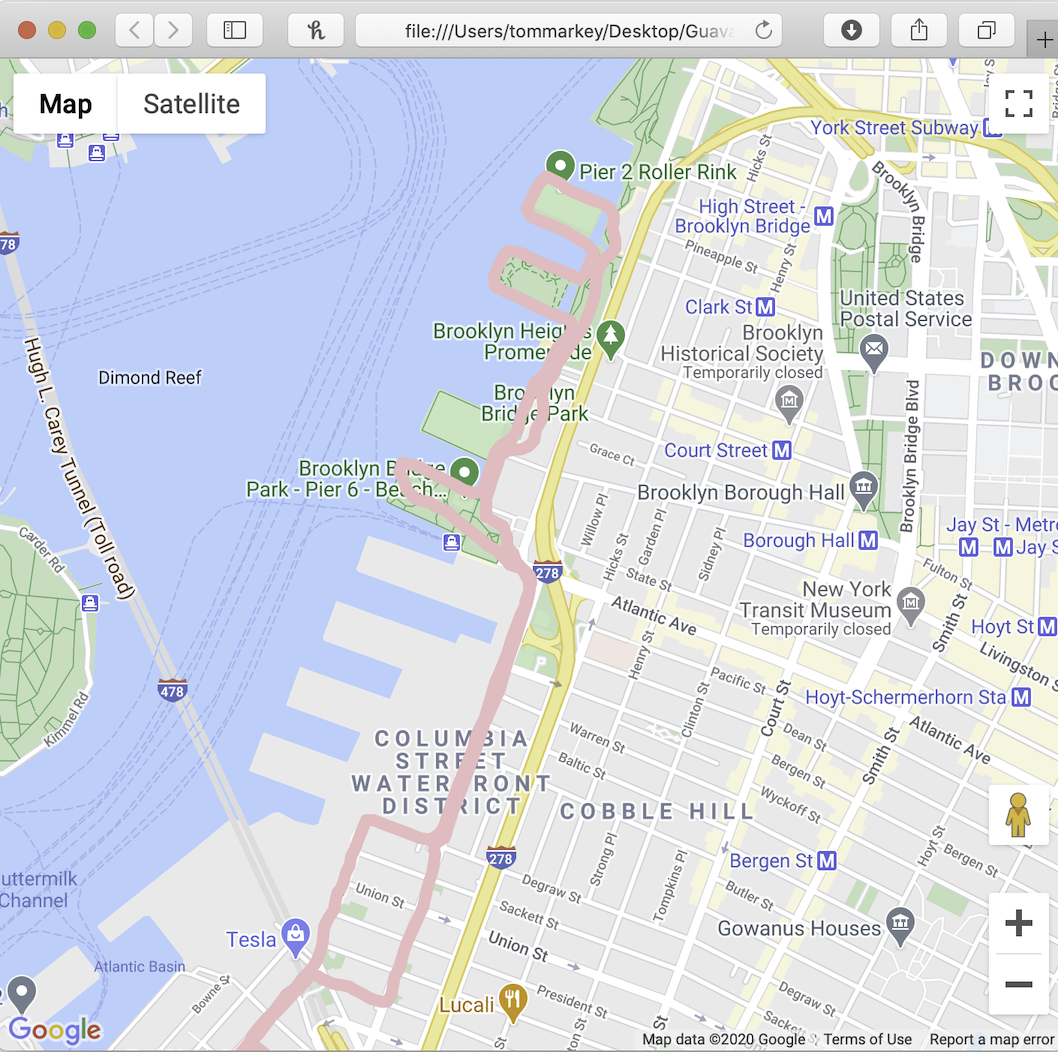 file:///Users/tommarkey/Desktop/Guava
Map
Satellite
York Street Subway
Pier 2 Roller Rink
Hicks St
Brooklyn Bridge
High Street -
Brooklyn Bridge
M
78
Pineapple St
Henry St
Clark St
M
United States
Postal Service
Brooklyn Heights
Promenade
Brooklyn
Historical Society
Temporarily closed
DOWN
BROO
Hugh L. Carey Tunnel (Toll road)
Dimond Reef
Brooklyn
Bridge Park
Brooklyn Bridge Blvd
Grace Ct
Court Street
M
Brooklyn Bridge
Park - Pier 6 - Beach...
Brooklyn Borough Hall
Willow Pl
Garden Pl
Hicks St
Sidney Pl
Borough Hall
M
Jay St - Metro
M
M
Jay S
Carder Rd
278
State St
Fulton St
New York
Transit Museum
Temporarily closed
Atlantic Ave
Smith St
Hoyt St
M
Henry St
Livingston S
478
Kimmel Rd
Pacific St
Clinton St
Court St
Hoyt-Schermerhorn Sta
M
Atlantic Ave
COLUMBIA
STREET
WATERFRONT
DISTRICT
Warren St
Baltic St
Dean St
Bergen St
Smith St
Wyckoff St
COBBLE HILL
278
Strong Pl
Tompkins Pl
Bergen St
M
Hoyt St
Bergen St
uttermilk
Channel
Union St
Degraw St
Butler St
Sackett St
Gowanus Houses
Tesla
Union St
Atlantic Basin
Bowne St
President St
Degraw St
Lucali
Sackett
Google
Map data ©2020 Google
Terms of Use
Report a map error